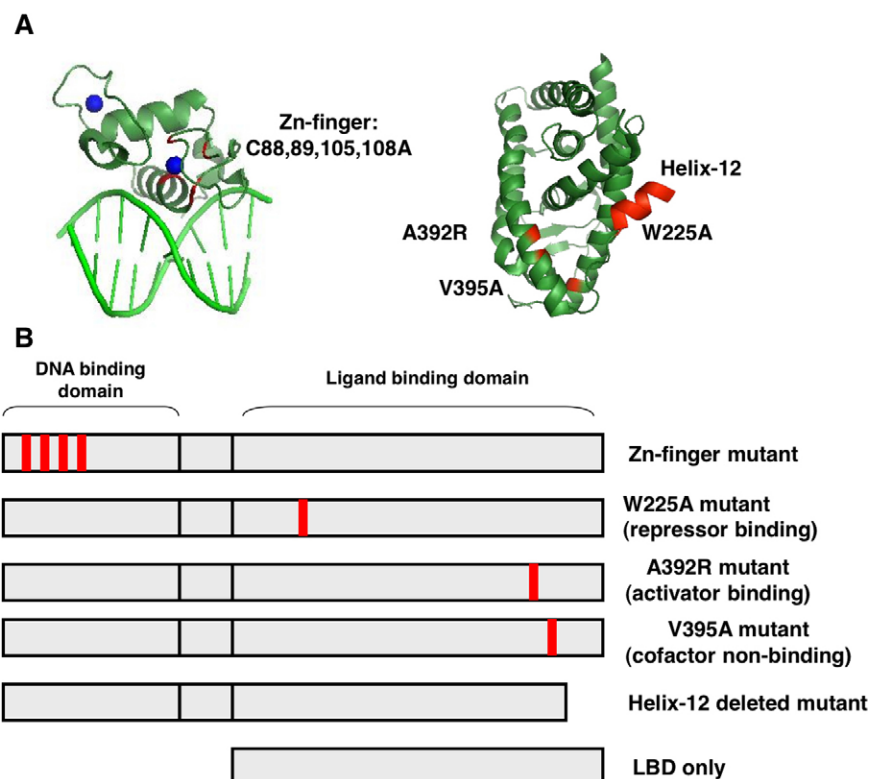 A
Zn-finger:
C88,89,105,108A
Helix-12
A392R
W225A
V395A
B
DNA binding
domain
Ligand binding domain
Zn-finger mutant
W225A mutant
(repressor binding)
A392R mutant
(activator binding)
V395A mutant
(cofactor non-binding)
Helix-12 deleted mutant
LBD only